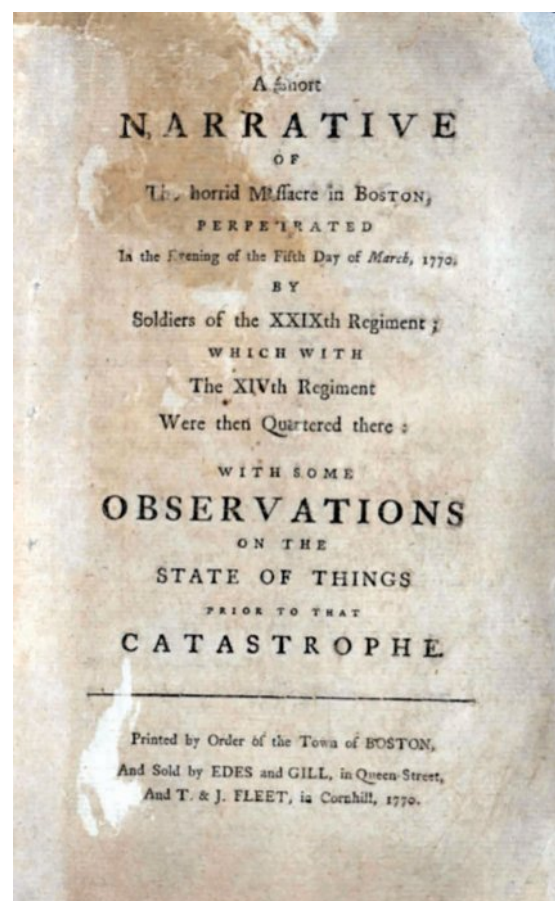 A Short
NARRATIVE
OF
The horrid Maſſacre in BOSTON,
PERPETRATED
In the Evening of the Fifth Day of March, 1770.
BY
Soldiers of the XXIXth Regiment;
WHICH WITH
The XIVth Regiment
Were then Quartered there:
WITH SOME
OBSERVATIONS
ON THE
STATE OF THINGS
PRIOR TO THAT
CATASTROPHE.
Printed by Order of the Town of BOSTON,
And Sold by EDES and GILL, in Queen-Street,
And T. & J. FLEET, in Cornhill, 1770.